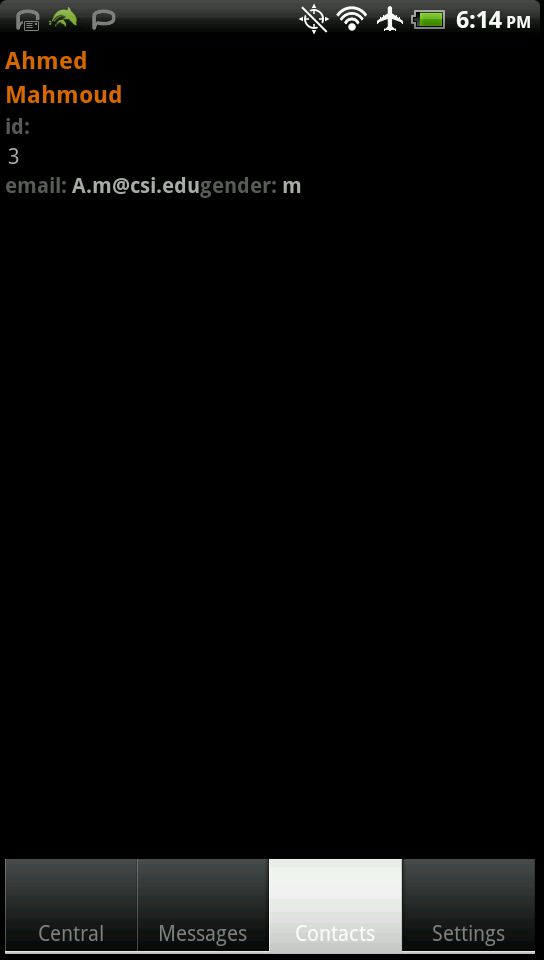 6:14 PM
Ahmed
Mahmoud
id:
3
email: A.m@csi.edugender: m
Central Messages Contacts Settings